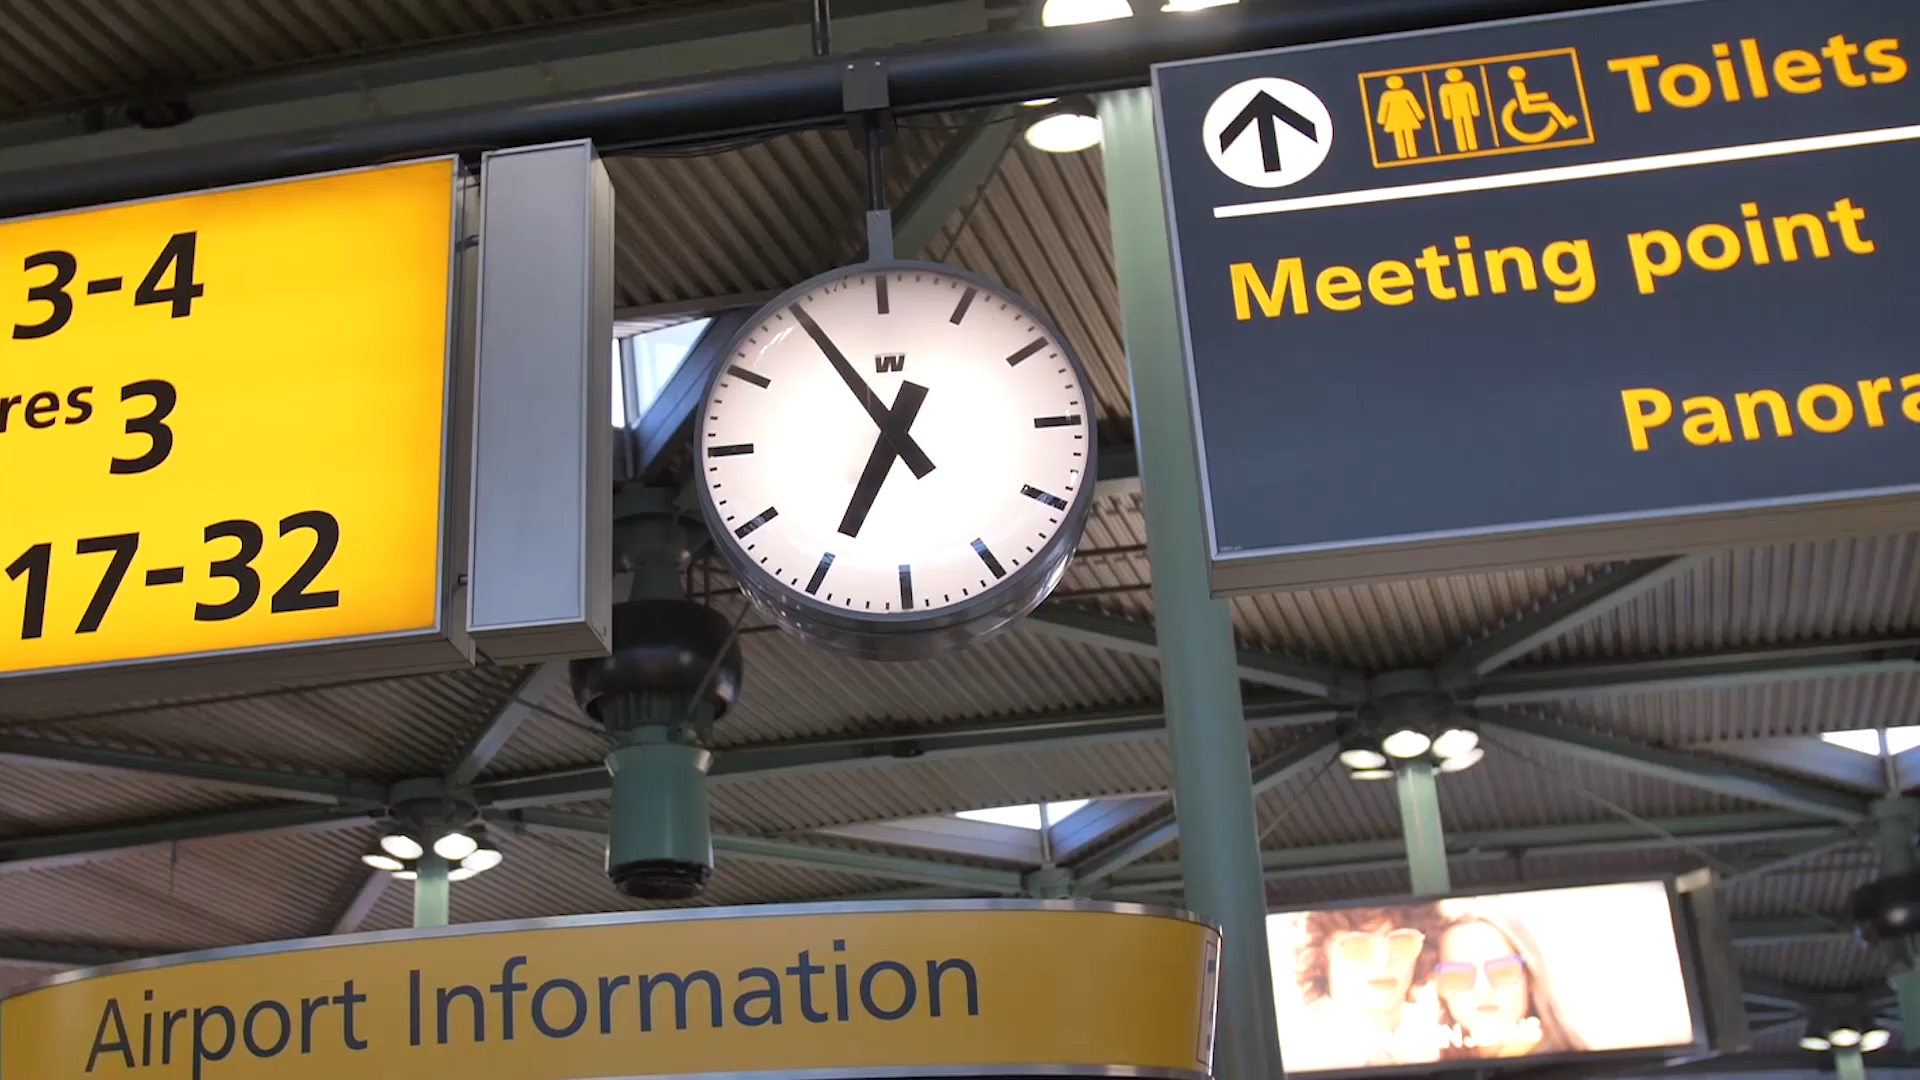 3-4
res 3
17-32
W
Toilets
Meeting point
Panora
Airport Information